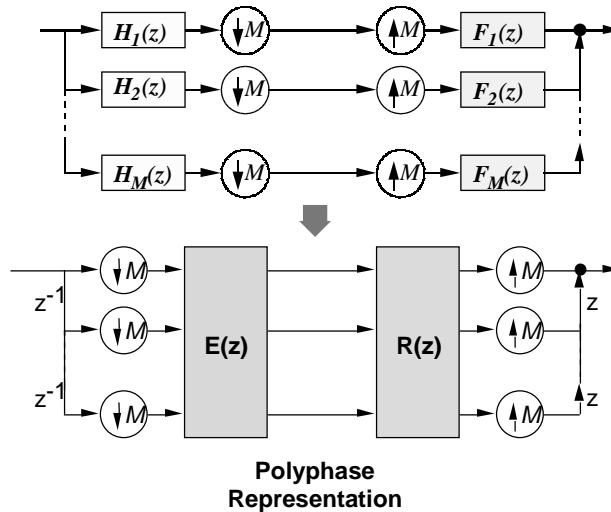 H1(z) ↓M ↑M F1(z)
H2(z) ↓M ↑M F2(z)
HM(z) ↓M ↑M FM(z)
↓M ↑M
z-1 z
↓M E(z) R(z) ↑M
z-1 z
↓M ↑M
Polyphase
Representation